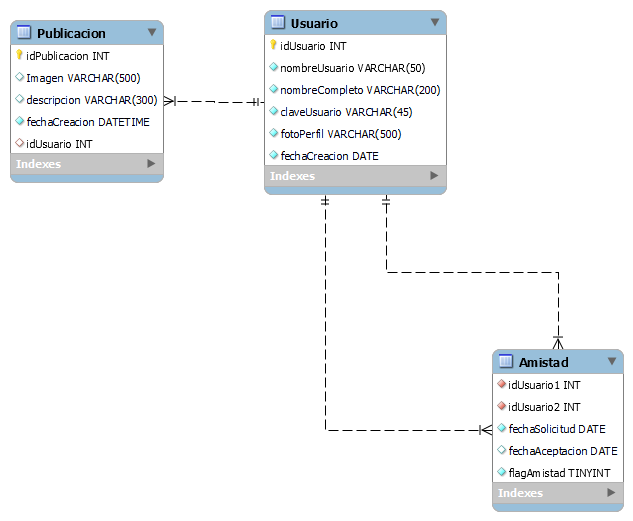 Publicacion
idPublicacion INT
Imagen VARCHAR(500)
descripcion VARCHAR(300)
fechaCreacion DATETIME
idUsuario INT
Indexes
Usuario
idUsuario INT
nombreUsuario VARCHAR(50)
nombreCompleto VARCHAR(200)
claveUsuario VARCHAR(45)
fotoPerfil VARCHAR(500)
fechaCreacion DATE
Indexes
Amistad
idUsuario1 INT
idUsuario2 INT
fechaSolicitud DATE
fechaAceptacion DATE
flagAmistad TINYINT
Indexes